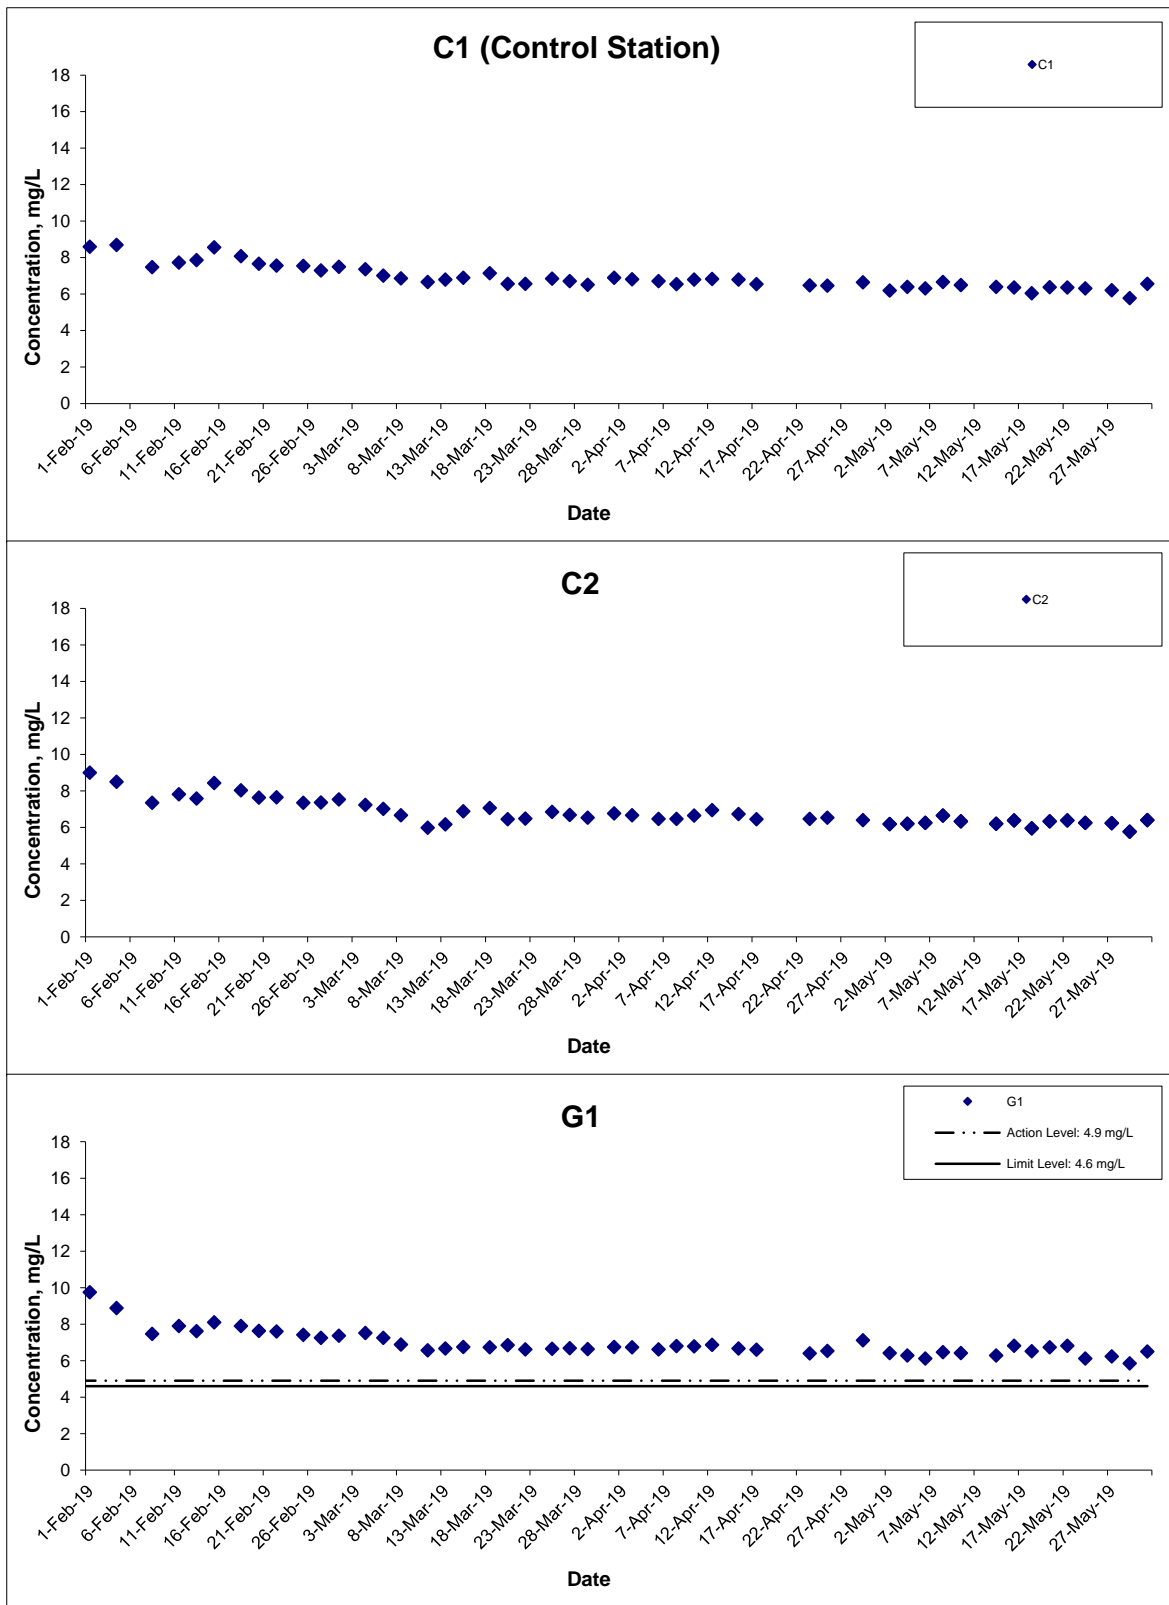 C1 (Control Station)
C1
Concentration, mg/L
18
16
14
12
10
8
6
4
2
0
1-Feb-19
6-Feb-19
11-Feb-19
16-Feb-19
21-Feb-19
26-Feb-19
3-Mar-19
8-Mar-19
13-Mar-19
18-Mar-19
23-Mar-19
28-Mar-19
2-Apr-19
7-Apr-19
12-Apr-19
17-Apr-19
22-Apr-19
27-Apr-19
2-May-19
7-May-19
12-May-19
17-May-19
22-May-19
27-May-19
Date
C2
C2
Concentration, mg/L
18
16
14
12
10
8
6
4
2
0
1-Feb-19
6-Feb-19
11-Feb-19
16-Feb-19
21-Feb-19
26-Feb-19
3-Mar-19
8-Mar-19
13-Mar-19
18-Mar-19
23-Mar-19
28-Mar-19
2-Apr-19
7-Apr-19
12-Apr-19
17-Apr-19
22-Apr-19
27-Apr-19
2-May-19
7-May-19
12-May-19
17-May-19
22-May-19
27-May-19
Date
G1
G1
Action Level: 4.9 mg/L
Limit Level: 4.6 mg/L
Concentration, mg/L
18
16
14
12
10
8
6
4
2
0
1-Feb-19
6-Feb-19
11-Feb-19
16-Feb-19
21-Feb-19
26-Feb-19
3-Mar-19
8-Mar-19
13-Mar-19
18-Mar-19
23-Mar-19
28-Mar-19
2-Apr-19
7-Apr-19
12-Apr-19
17-Apr-19
22-Apr-19
27-Apr-19
2-May-19
7-May-19
12-May-19
17-May-19
22-May-19
27-May-19
Date